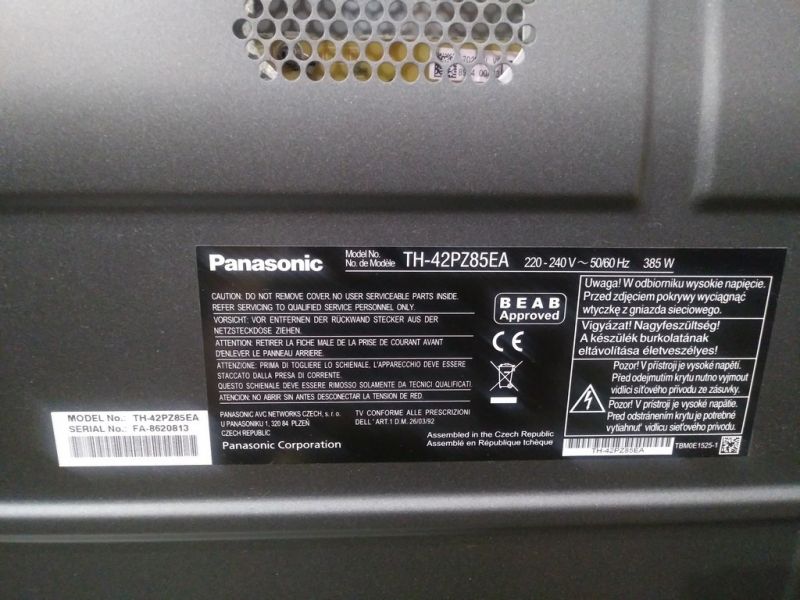 Panasonic
Model No.
No. de Modèle
TH-42PZ85EA
220 - 240 V ~ 50/60 Hz 385 W
CAUTION: DO NOT REMOVE COVER. NO USER SERVICEABLE PARTS INSIDE.
REFER SERVICING TO QUALIFIED SERVICE PERSONNEL ONLY.
VORSICHT: VOR ENTFERNEN DER RÜCKWAND STECKER AUS DER
NETZSTECKDOSE ZIEHEN.
ATTENTION: RETIRER LA FICHE MALE DE LA PRISE DE COURANT AVANT
D'ENLEVER LE PANNEAU ARRIERE.
ATTENZIONE: PRIMA DI TOGLIERE LO SCHIENALE. L'APPARECCHIO DEVE ESSERE
STACCATO DALLA PRESA DI CORRENTE.
QUESTO SCHIENALE DEVE ESSERE RIMOSSO SOLAMENTE DA TECNICI QUALIFICATI.
ATENCION: NO ABRIR SIN ANTES DESCONECTAR LA TENSION DE RED.
PANASONIC AVC NETWORKS CZECH, s. r. o.
U PANASONIKU 1, 320 84 PLZEŇ
CZECH REPUBLIC
TV CONFORME ALLE PRESCRIZIONI
DELL' ART.1 D.M. 26/03/92
Panasonic Corporation
Assembled in the Czech Republic
Assemblé en République tchèque
BEAB
Approved
CE
Uwaga! W odbiorniku wysokie napięcie.
Przed zdjęciem pokrywy wyciągnąć
wtyczkę z gniazda sieciowego.
Vigyázat! Nagyfeszültség!
A készülék burkolatának
eltávolítása életveszélyes!
Pozor! V přístroji je vysoké napětí.
Před odejmutím krytu nutno vyjmout
vidlici síťového přívodu ze zásuvky.
Pozor! V prístroji je vysoké napätie.
Pred odstránením krytu je potrebné
vytiahnuť vidlicu sieťového prívodu.
TH-42PZ85EA
TBM0E1525-1
MODEL No.: TH-42PZ85EA
SERIAL No.: FA-8620813